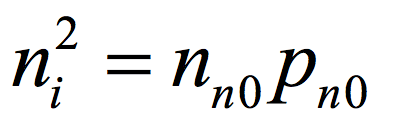 n_i^2 = n_{n0} p_{n0}